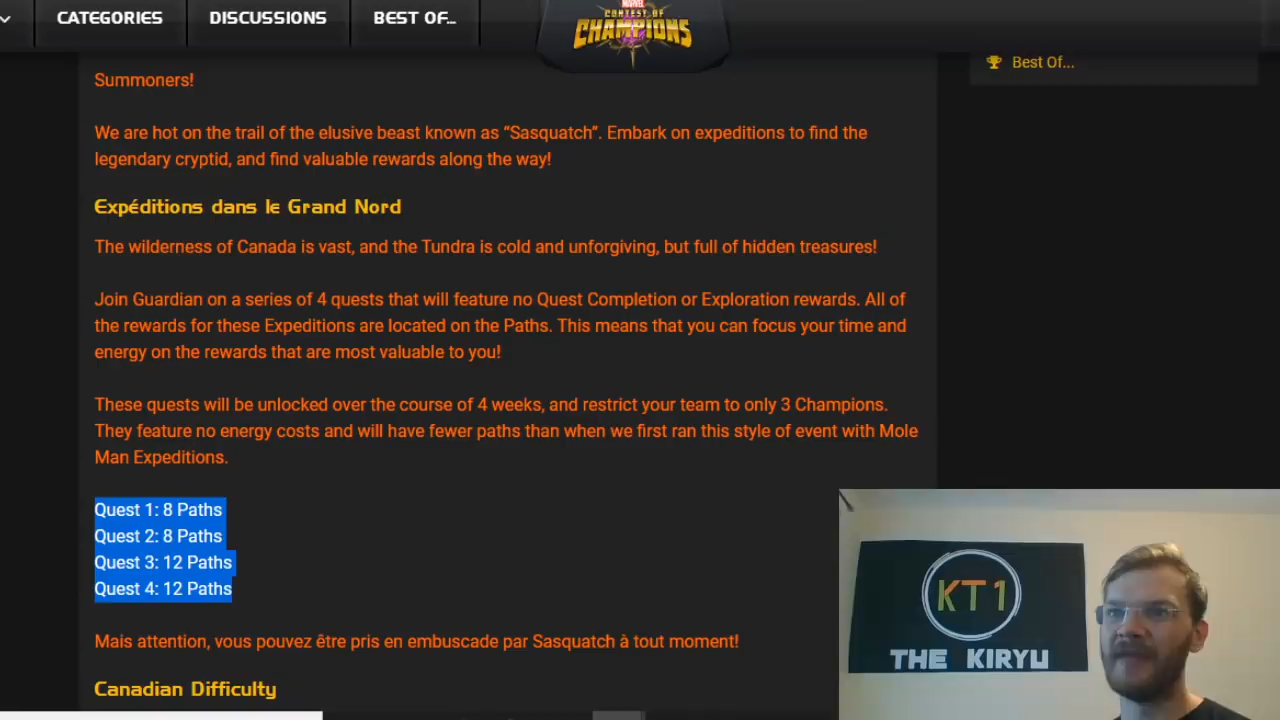 CATEGORIES
DISCUSSIONS
BEST OF...
MARVEL
CONTEST OF
CHAMPIONS
Best Of...
Summoners!
We are hot on the trail of the elusive beast known as “Sasquatch”. Embark on expeditions to find the
legendary cryptid, and find valuable rewards along the way!
Expéditions dans le Grand Nord
The wilderness of Canada is vast, and the Tundra is cold and unforgiving, but full of hidden treasures!
Join Guardian on a series of 4 quests that will feature no Quest Completion or Exploration rewards. All of
the rewards for these Expeditions are located on the Paths. This means that you can focus your time and
energy on the rewards that are most valuable to you!
These quests will be unlocked over the course of 4 weeks, and restrict your team to only 3 Champions.
They feature no energy costs and will have fewer paths than when we first ran this style of event with Mole
Man Expeditions.
Quest 1: 8 Paths
Quest 2: 8 Paths
Quest 3: 12 Paths
Quest 4: 12 Paths
Mais attention, vous pouvez être pris en embuscade par Sasquatch à tout moment!
Canadian Difficulty
KT1
THE KIRYU